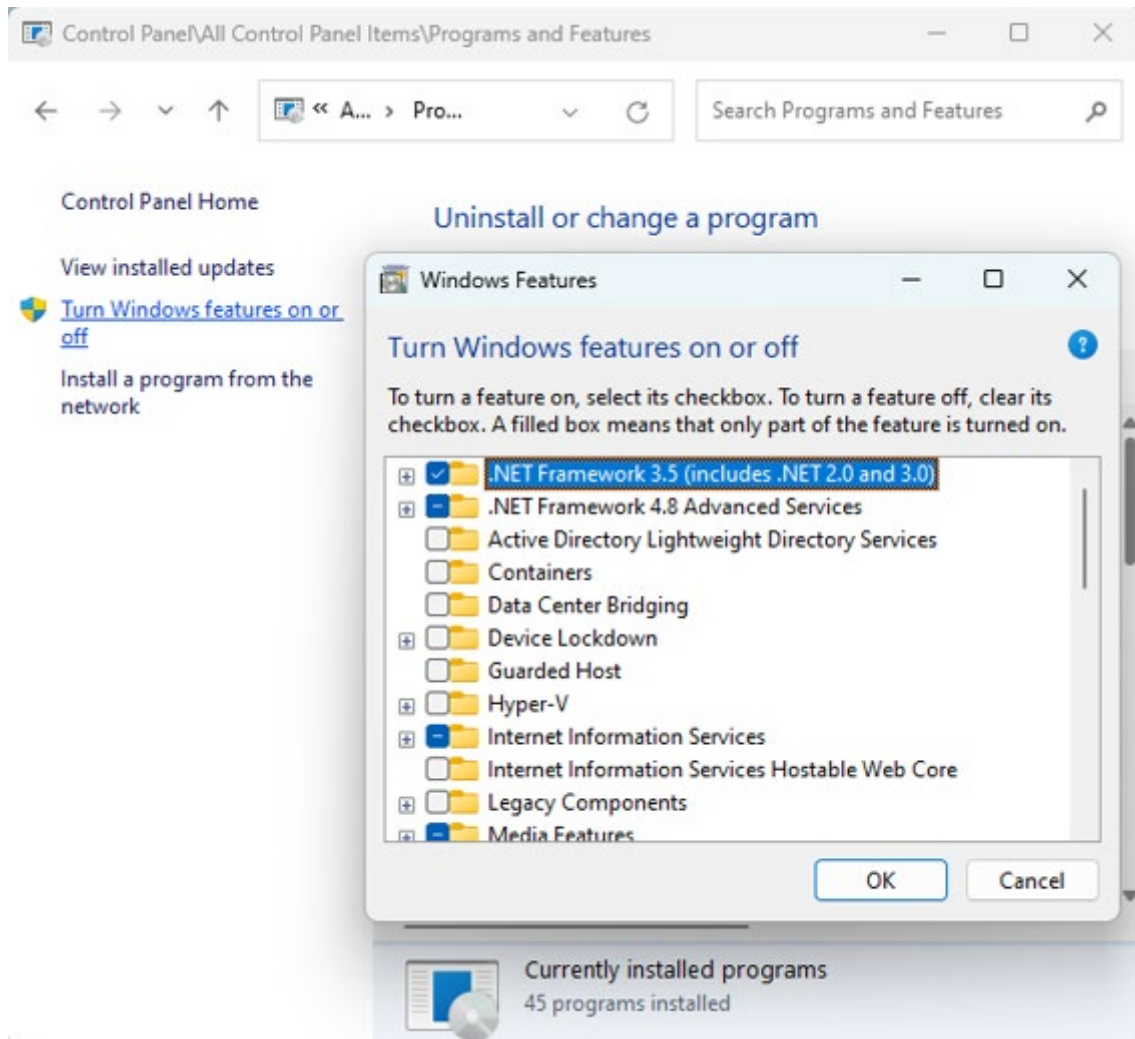 Control Panel\All Control Panel Items\Programs and Features
« A... › Pro...
Search Programs and Features
Control Panel Home
Uninstall or change a program
View installed updates
Turn Windows features on or
off
Install a program from the
network
Windows Features
Turn Windows features on or off
?
To turn a feature on, select its checkbox. To turn a feature off, clear its
checkbox. A filled box means that only part of the feature is turned on.
.NET Framework 3.5 (includes .NET 2.0 and 3.0)
.NET Framework 4.8 Advanced Services
Active Directory Lightweight Directory Services
Containers
Data Center Bridging
Device Lockdown
Guarded Host
Hyper-V
Internet Information Services
Internet Information Services Hostable Web Core
Legacy Components
Media Features
OK
Cancel
Currently installed programs
45 programs installed